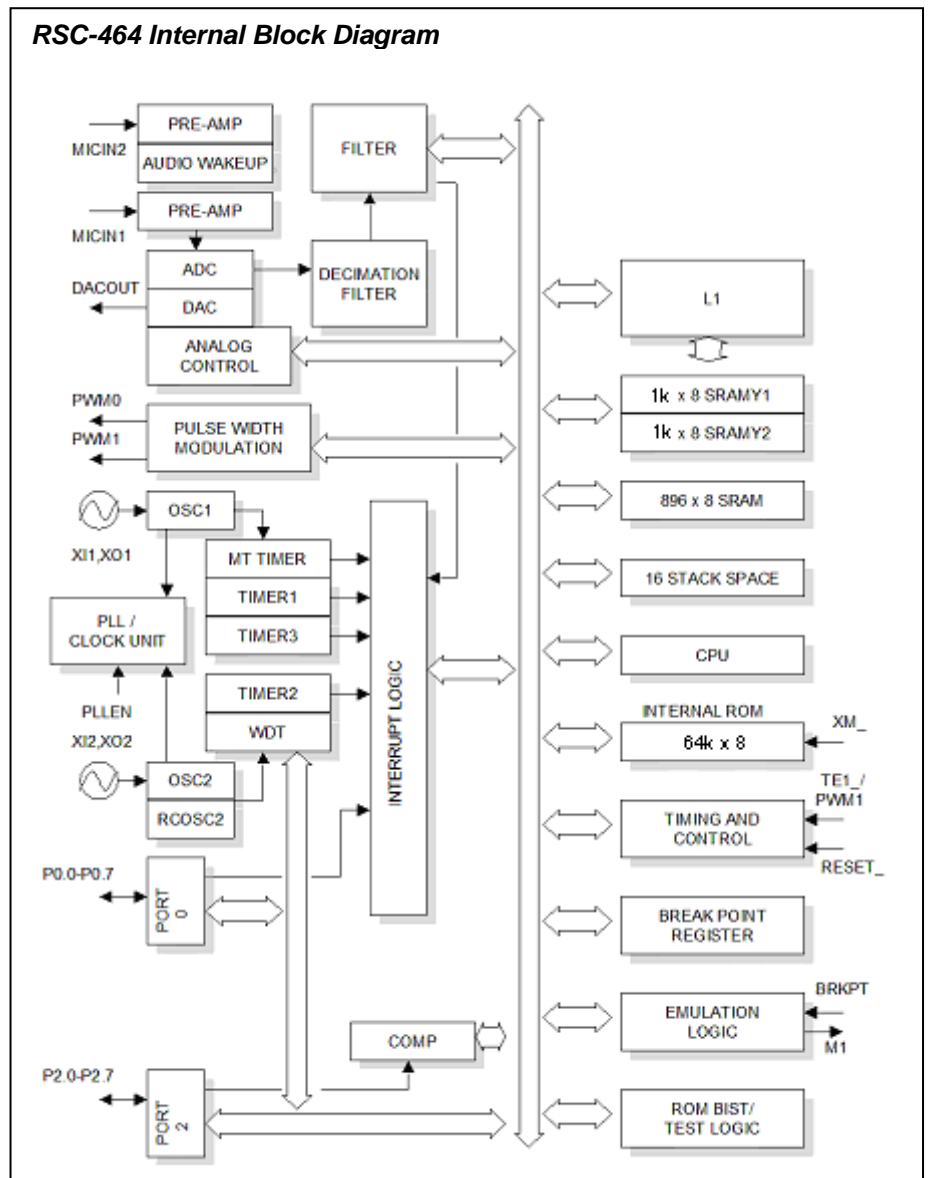 RSC-464 Internal Block Diagram
PRE-AMP
MICIN2
AUDIO WAKEUP
FILTER
PRE-AMP
MICIN1
ADC
DACOUT
DAC
DECIMATION
FILTER
ANALOG
CONTROL
PWM0
PWM1
PULSE WIDTH
MODULATION
OSC1
XI1,XO1
MT TIMER
TIMER1
TIMER3
PLL /
CLOCK UNIT
PLLEN
TIMER2
WDT
XI2,XO2
OSC2
RCOSC2
INTERRUPT LOGIC
P0.0-P0.7
PORT
0
COMP
P2.0-P2.7
PORT
2
L1
1k x 8 SRAMY1
1k x 8 SRAMY2
896 x 8 SRAM
16 STACK SPACE
CPU
INTERNAL ROM
64k x 8
XM_
TE1_/
PWM1
TIMING AND
CONTROL
RESET_
BREAK POINT
REGISTER
BRKPT
EMULATION
LOGIC
M1
ROM BIST/
TEST LOGIC